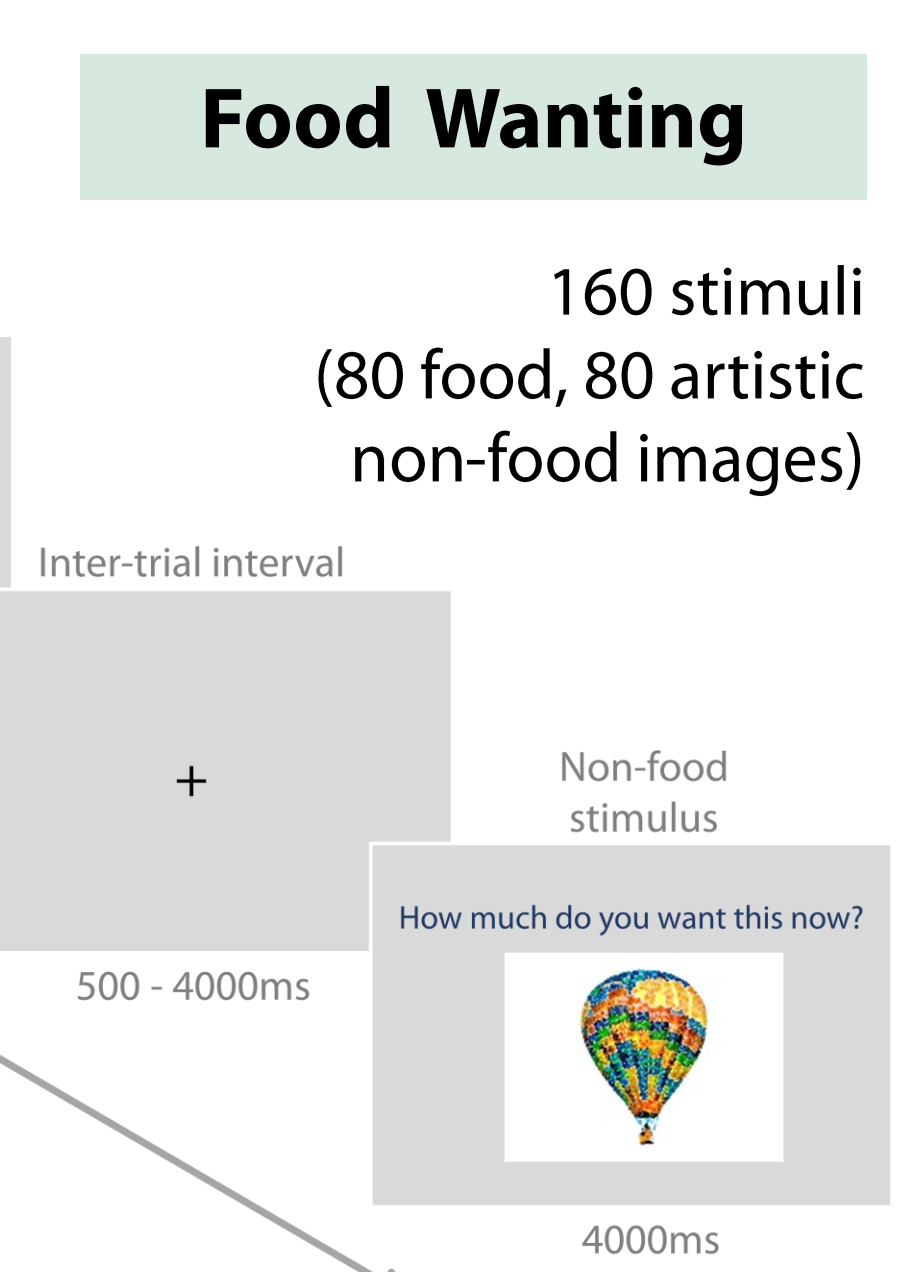 Food Wanting
160 stimuli
(80 food, 80 artistic
non-food images)
Inter-trial interval
+
500 - 4000ms
Non-food
stimulus
How much do you want this now?
4000ms